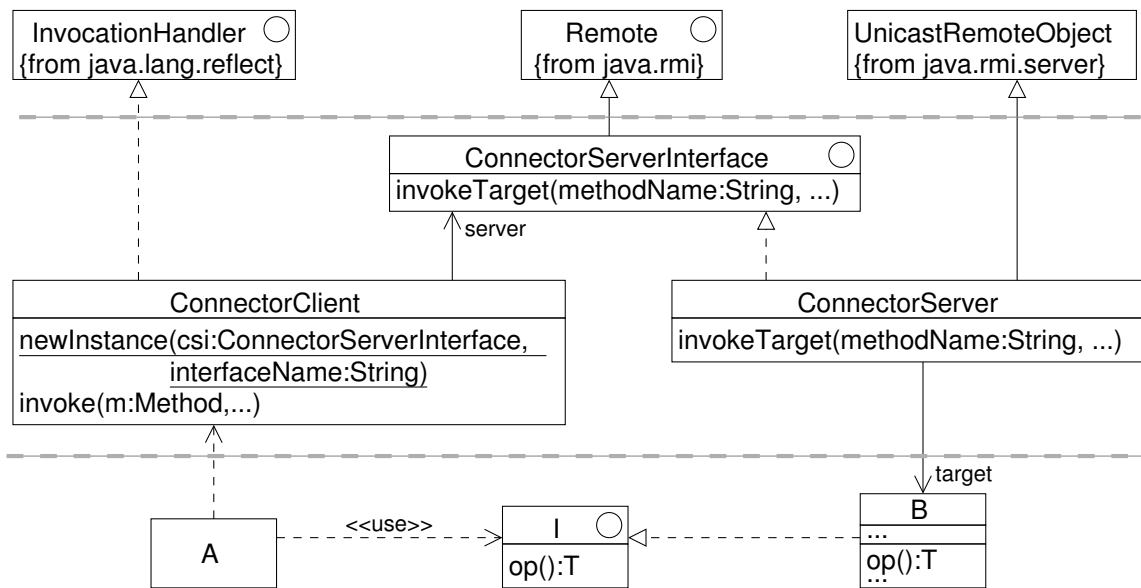 InvocationHandler
{from java.lang.reflect}
Remote
{from java.rmi}
UnicastRemoteObject
{from java.rmi.server}
ConnectorServerInterface
invokeTarget(methodName:String, ...)
server
ConnectorClient
newInstance(csi:ConnectorServerInterface,
interfaceName:String)
invoke(m:Method,...)
ConnectorServer
invokeTarget(methodName:String, ...)
target
A
<<use>>
I
op():T
B
...
op():T
...